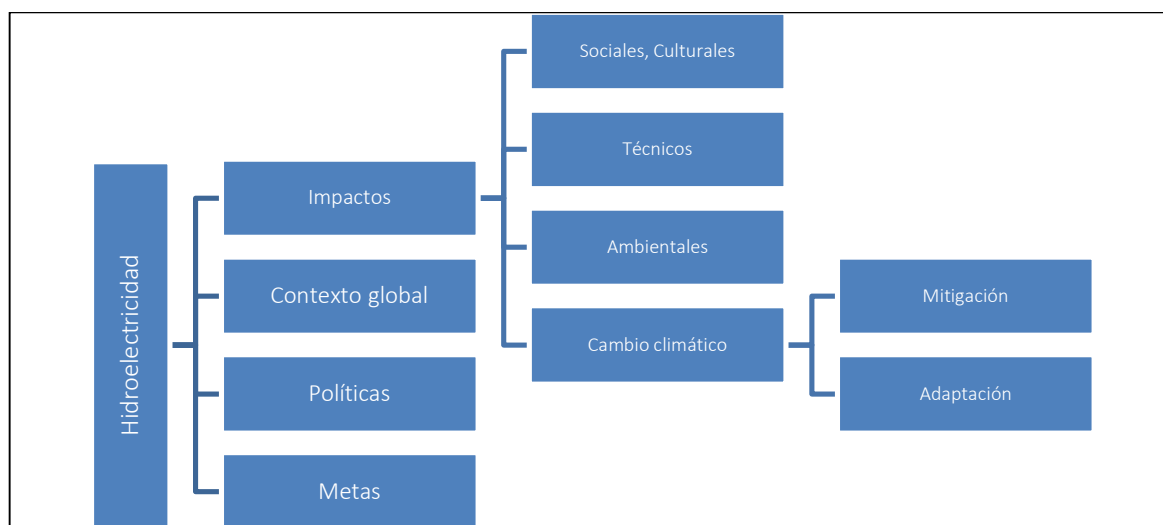 Hidroelectricidad
Impactos
Contexto global
Políticas
Metas
Sociales, Culturales
Técnicos
Ambientales
Cambio climático
Mitigación
Adaptación